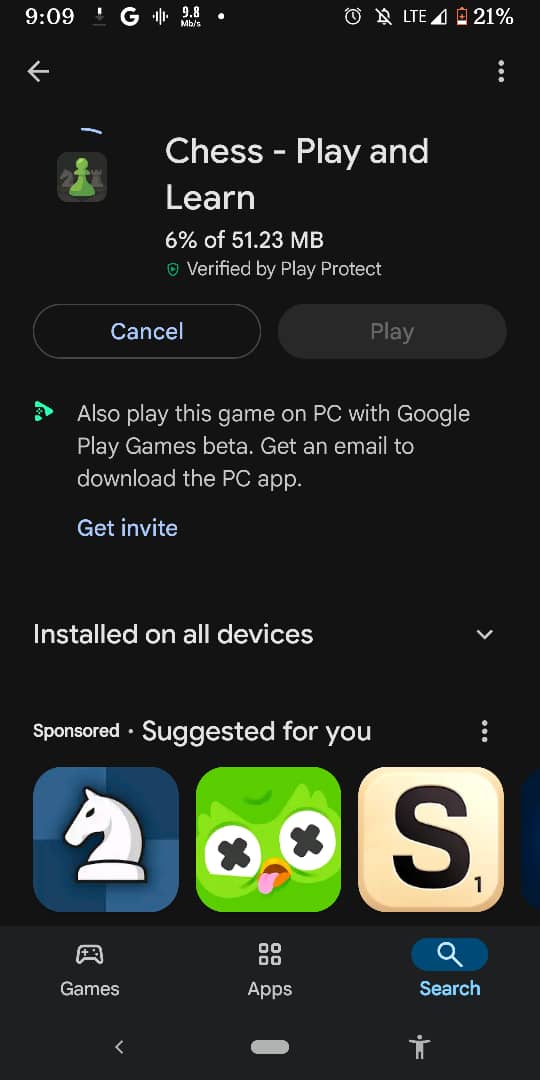 9:09 G 9.8 Mb/s LTE 21%
Chess - Play and
Learn
6% of 51.23 MB
Verified by Play Protect
Cancel Play
Also play this game on PC with Google
Play Games beta. Get an email to
download the PC app.
Get invite
Installed on all devices
Sponsored · Suggested for you
S1
Games Apps Search